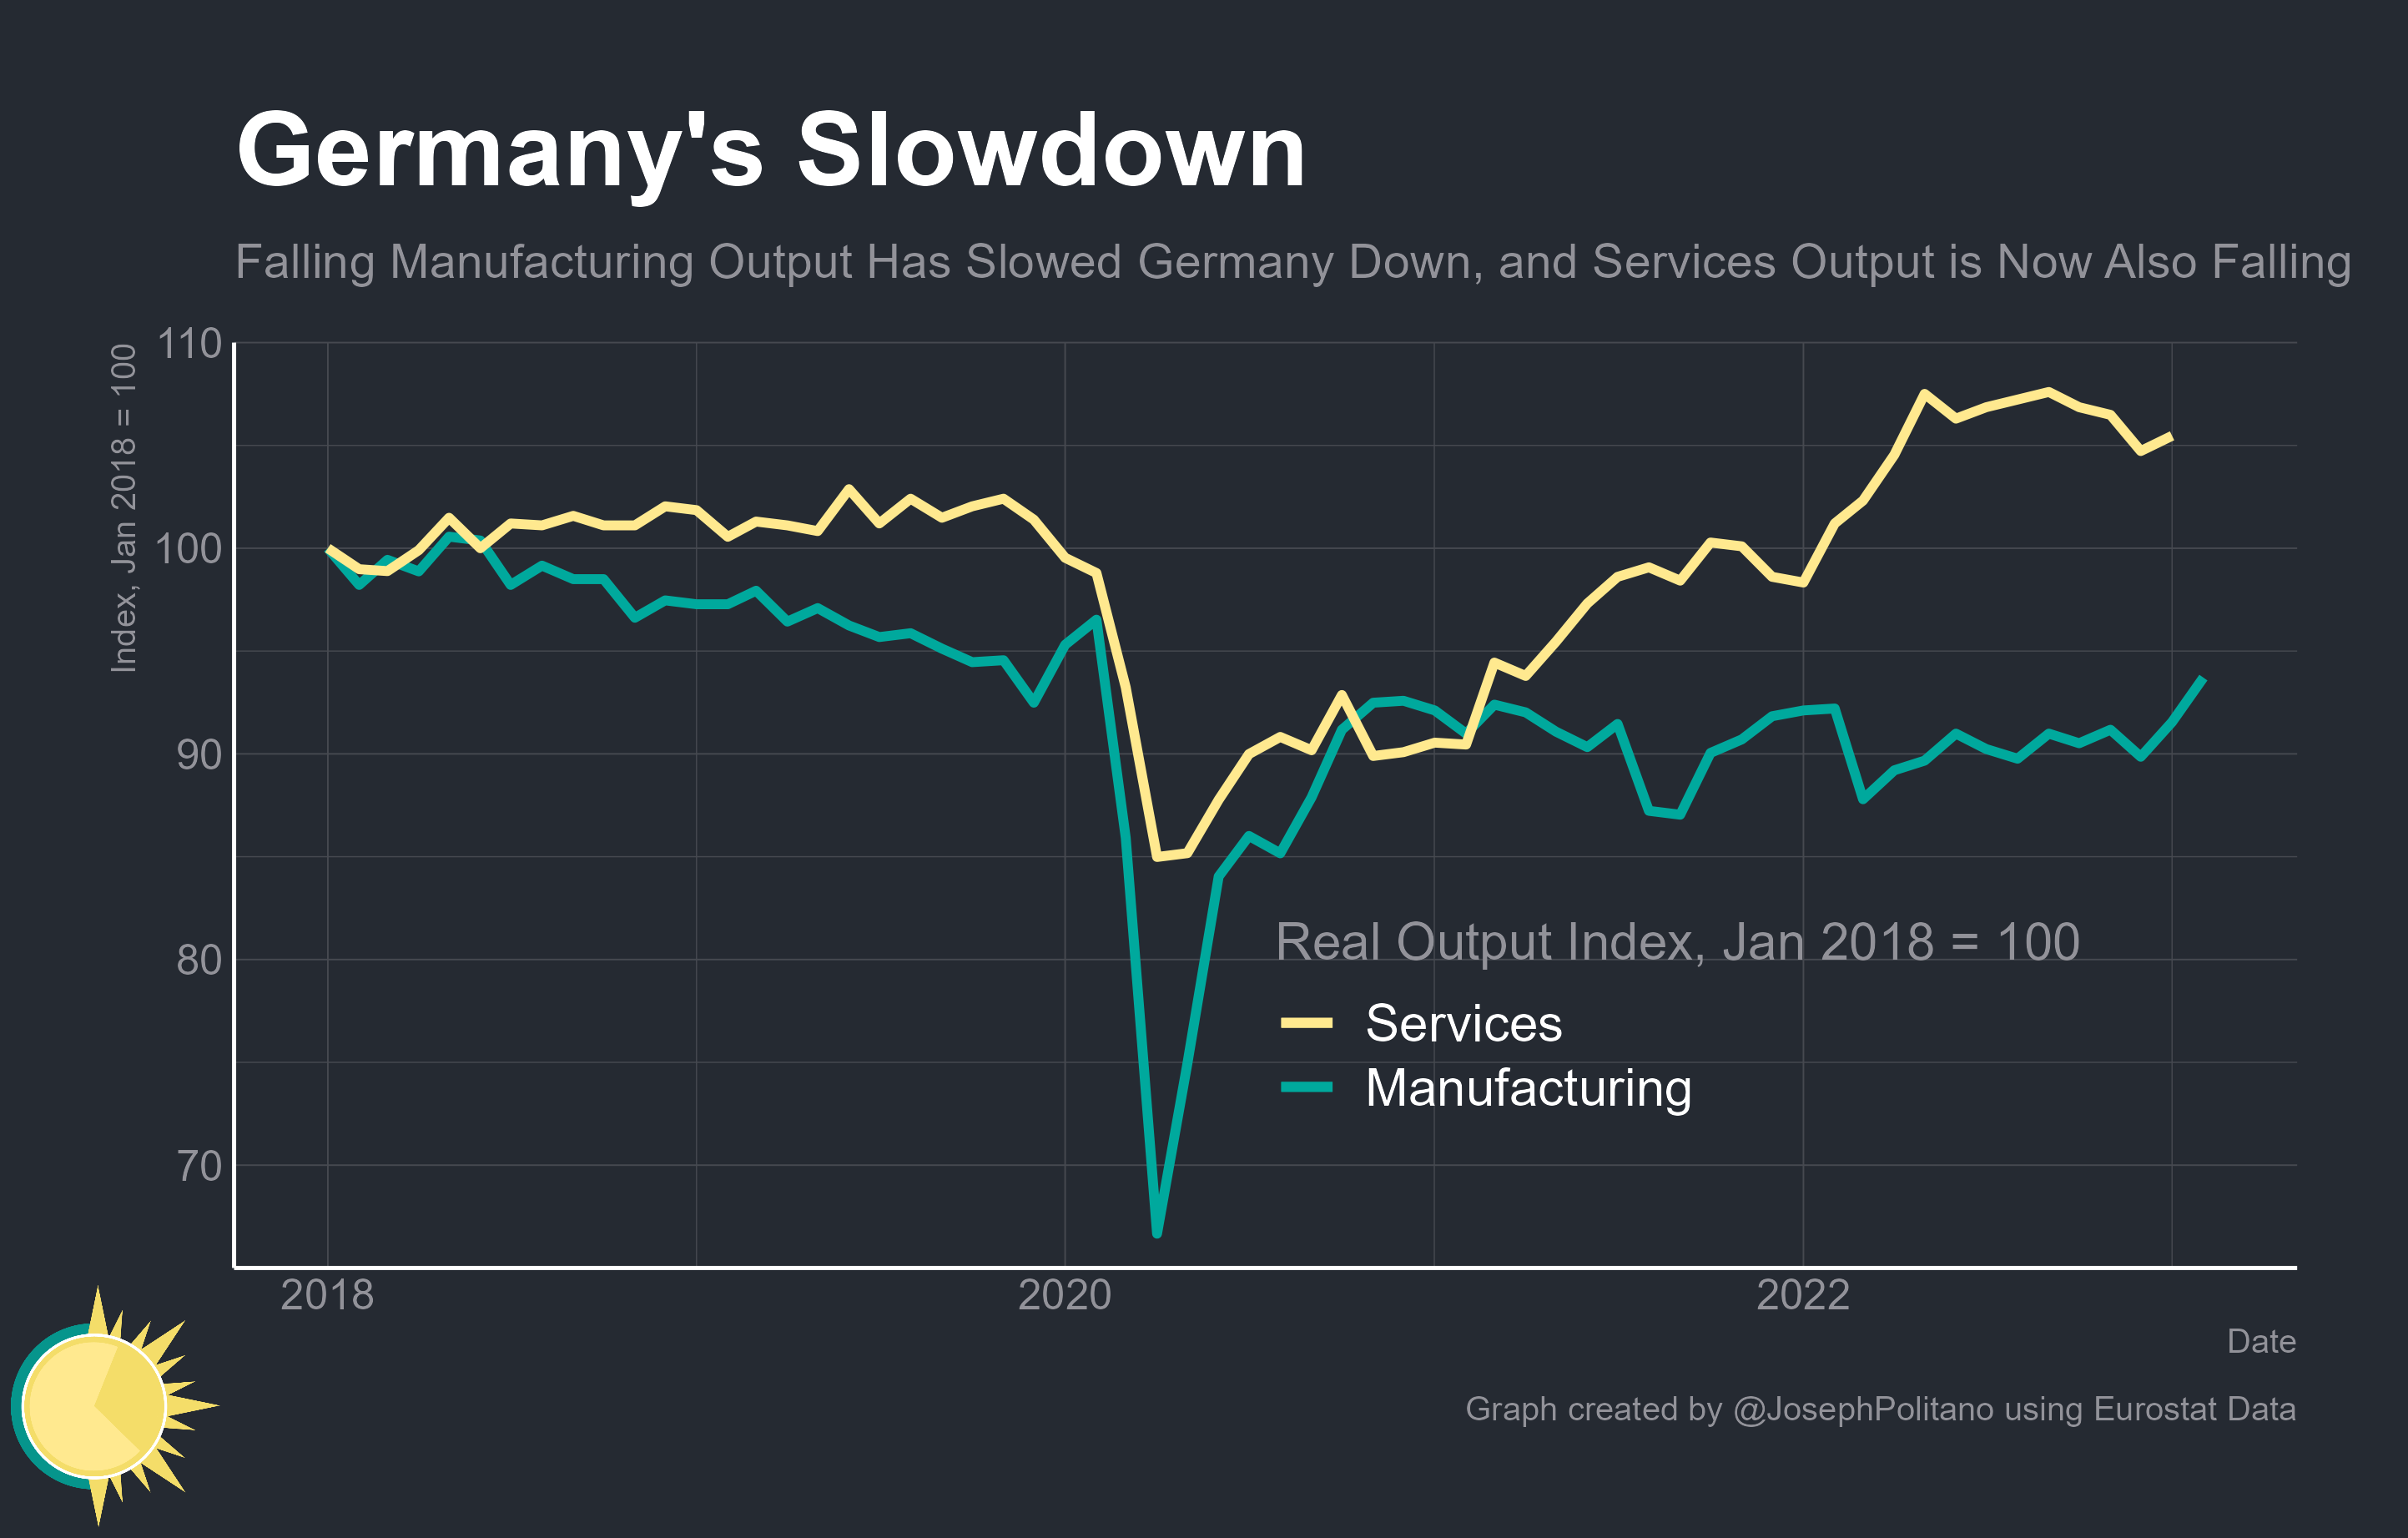 Germany's Slowdown
Falling Manufacturing Output Has Slowed Germany Down, and Services Output is Now Also Falling
Index, Jan 2018 = 100
110
100
90
80
70
Real Output Index, Jan 2018 = 100
Services
Manufacturing
2018
2020
2022
Date
Graph created by @JosephPolitano using Eurostat Data